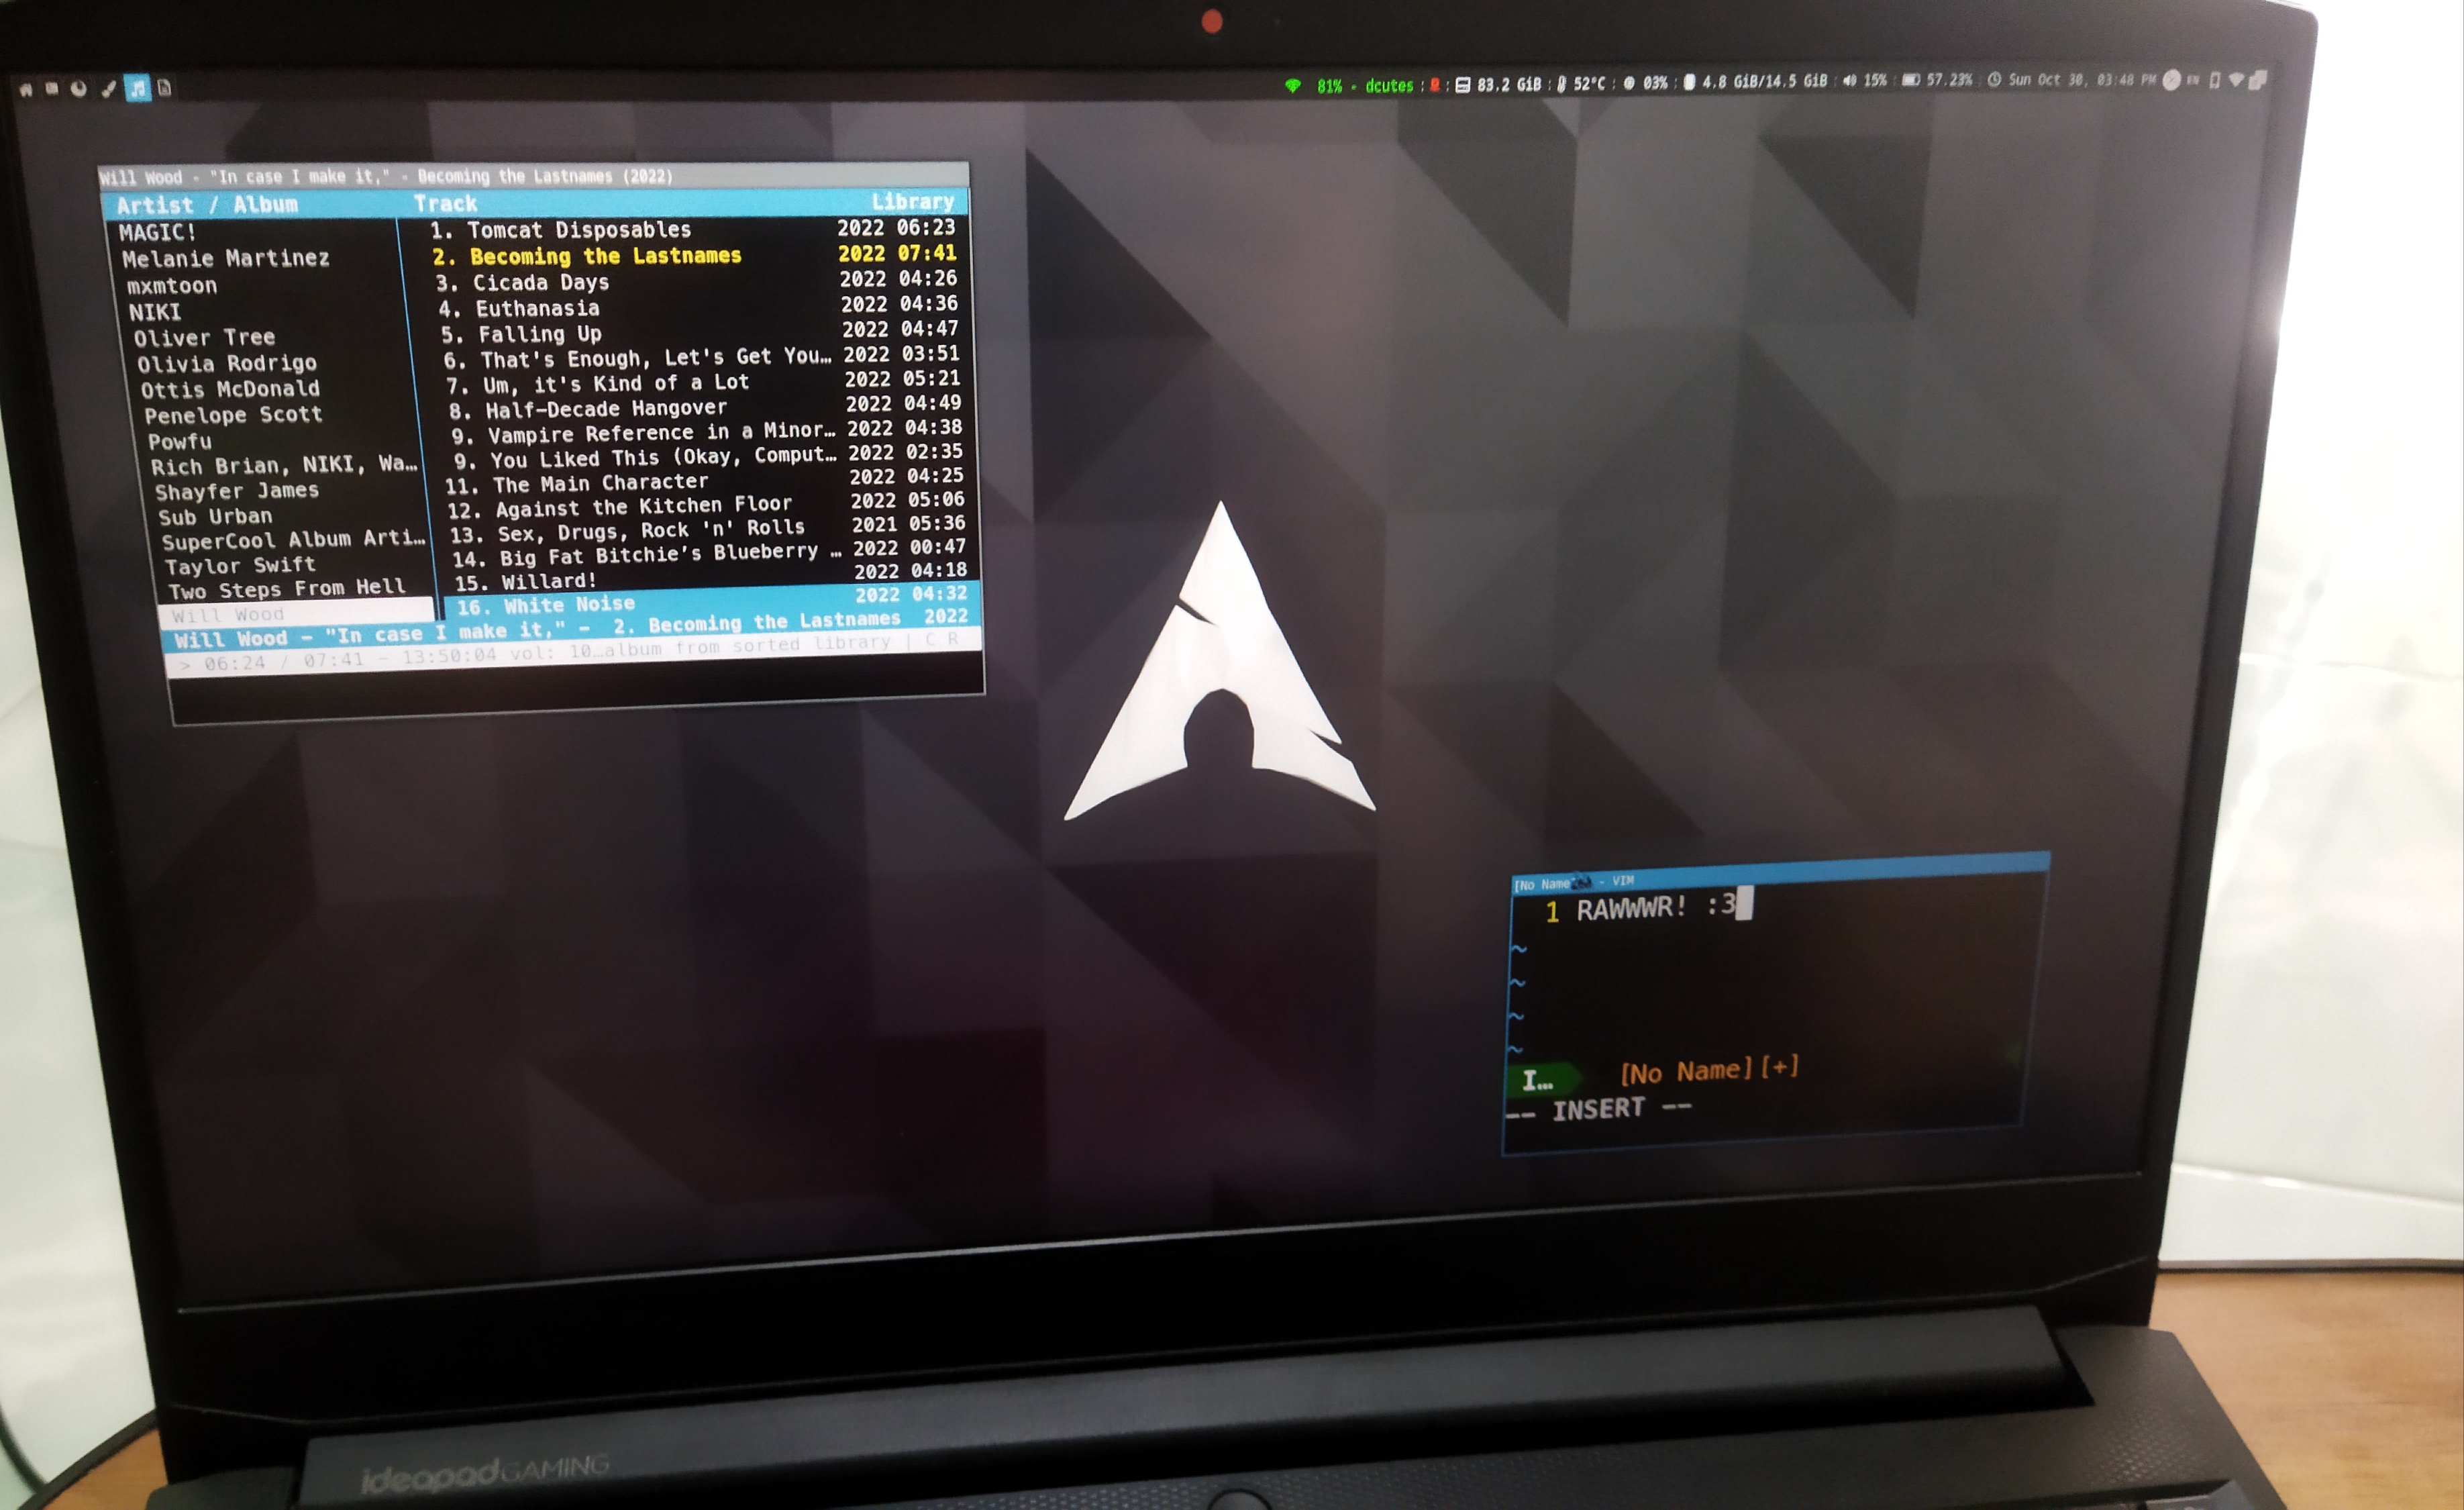 81% - dcutes : : 83.2 GiB : 52°C : 03% : 4.8 GiB/14.5 GiB : 15% : 57.23% : Sun Oct 30, 03:48 PM EN
Will Wood - "In case I make it," - Becoming the Lastnames (2022)
Artist / Album Track Library
MAGIC! 1. Tomcat Disposables 2022 06:23
Melanie Martinez 2. Becoming the Lastnames 2022 07:41
mxmtoon 3. Cicada Days 2022 04:26
NIKI 4. Euthanasia 2022 04:36
Oliver Tree 5. Falling Up 2022 04:47
Olivia Rodrigo 6. That's Enough, Let's Get You… 2022 03:51
Ottis McDonald 7. Um, it's Kind of a Lot 2022 05:21
Penelope Scott 8. Half-Decade Hangover 2022 04:49
Powfu 9. Vampire Reference in a Minor… 2022 04:38
Rich Brian, NIKI, Wa… 9. You Liked This (Okay, Comput… 2022 02:35
Shayfer James 11. The Main Character 2022 04:25
Sub Urban 12. Against the Kitchen Floor 2022 05:06
SuperCool Album Arti… 13. Sex, Drugs, Rock 'n' Rolls 2021 05:36
Taylor Swift 14. Big Fat Bitchie's Blueberry … 2022 00:47
Two Steps From Hell 15. Willard! 2022 04:18
Will Wood 16. White Noise 2022 04:32
Will Wood - "In case I make it," - 2. Becoming the Lastnames 2022
> 06:24 / 07:41 - 13:50:04 vol: 10…album from sorted library | C R
[No Name] - VIM
1 RAWWWR! :3
~
~
~
~
I… [No Name][+]
-- INSERT --
ideapad GAMING